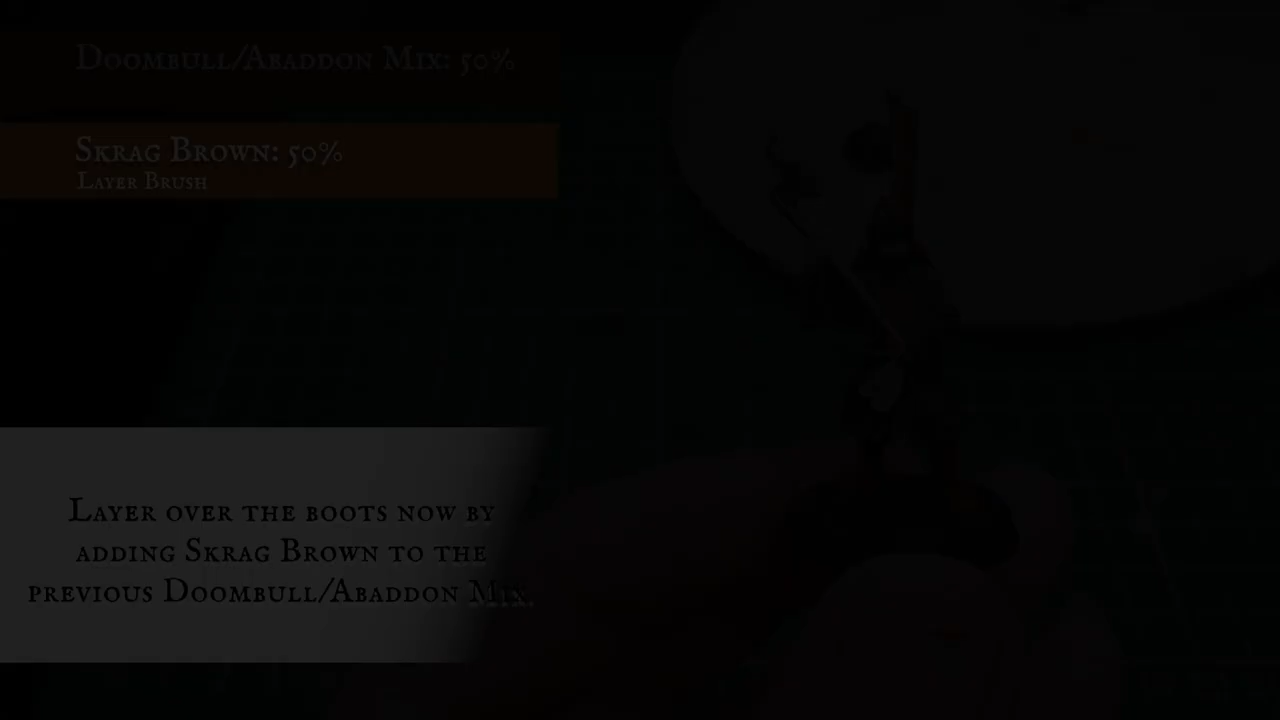 Doombull/Abaddon Mix: 50%
Skrag Brown: 50%
Layer Brush
Layer over the boots now by
adding Skrag Brown to the
previous Doombull/Abaddon Mix.